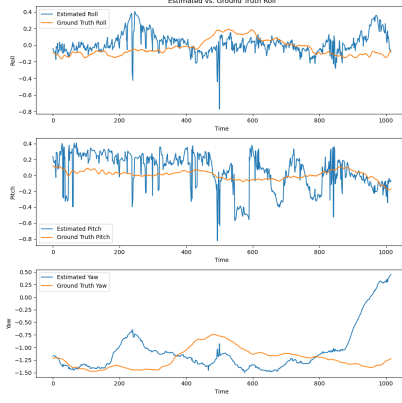 Estimated vs. Ground Truth Roll
Estimated Roll
Ground Truth Roll
0.4
0.2
0.0
−0.2
−0.4
−0.6
−0.8
Roll
0 200 400 600 800 1000
Time
0.4
0.2
0.0
−0.2
−0.4
−0.6
−0.8
Pitch
Estimated Pitch
Ground Truth Pitch
0 200 400 600 800 1000
Time
0.50
0.25
0.00
−0.25
−0.50
−0.75
−1.00
−1.25
−1.50
Yaw
Estimated Yaw
Ground Truth Yaw
0 200 400 600 800 1000
Time